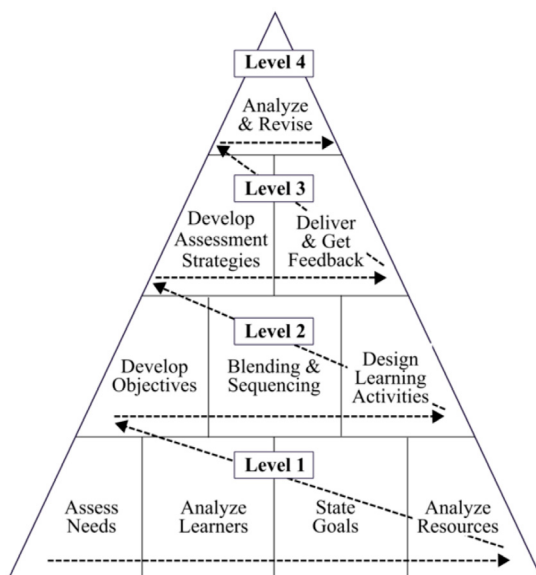 Level 4
Analyze
& Revise
Level 3
Develop
Assessment
Strategies
Deliver
& Get
Feedback
Level 2
Develop
Objectives
Blending &
Sequencing
Design
Learning
Activities
Level 1
Assess
Needs
Analyze
Learners
State
Goals
Analyze
Resources